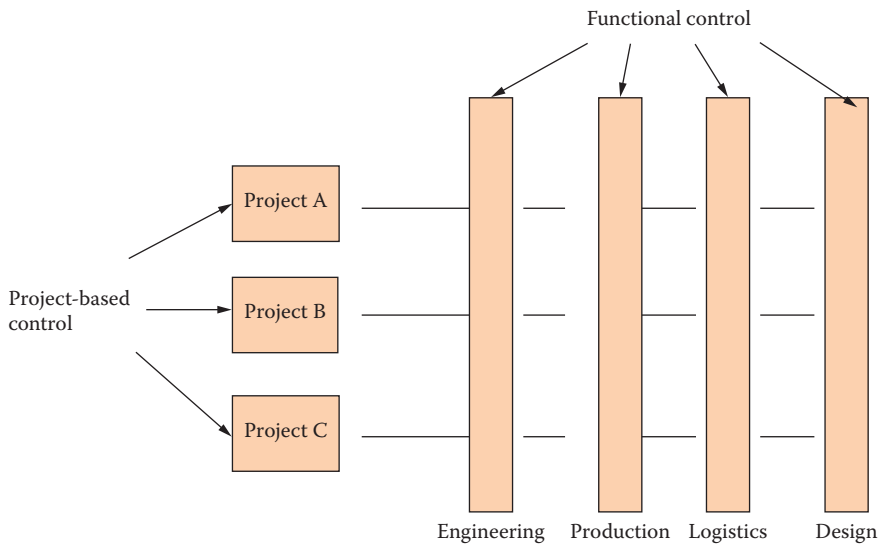 Functional control
Project A
Project B
Project-based
control
Project C
Engineering
Production
Logistics
Design